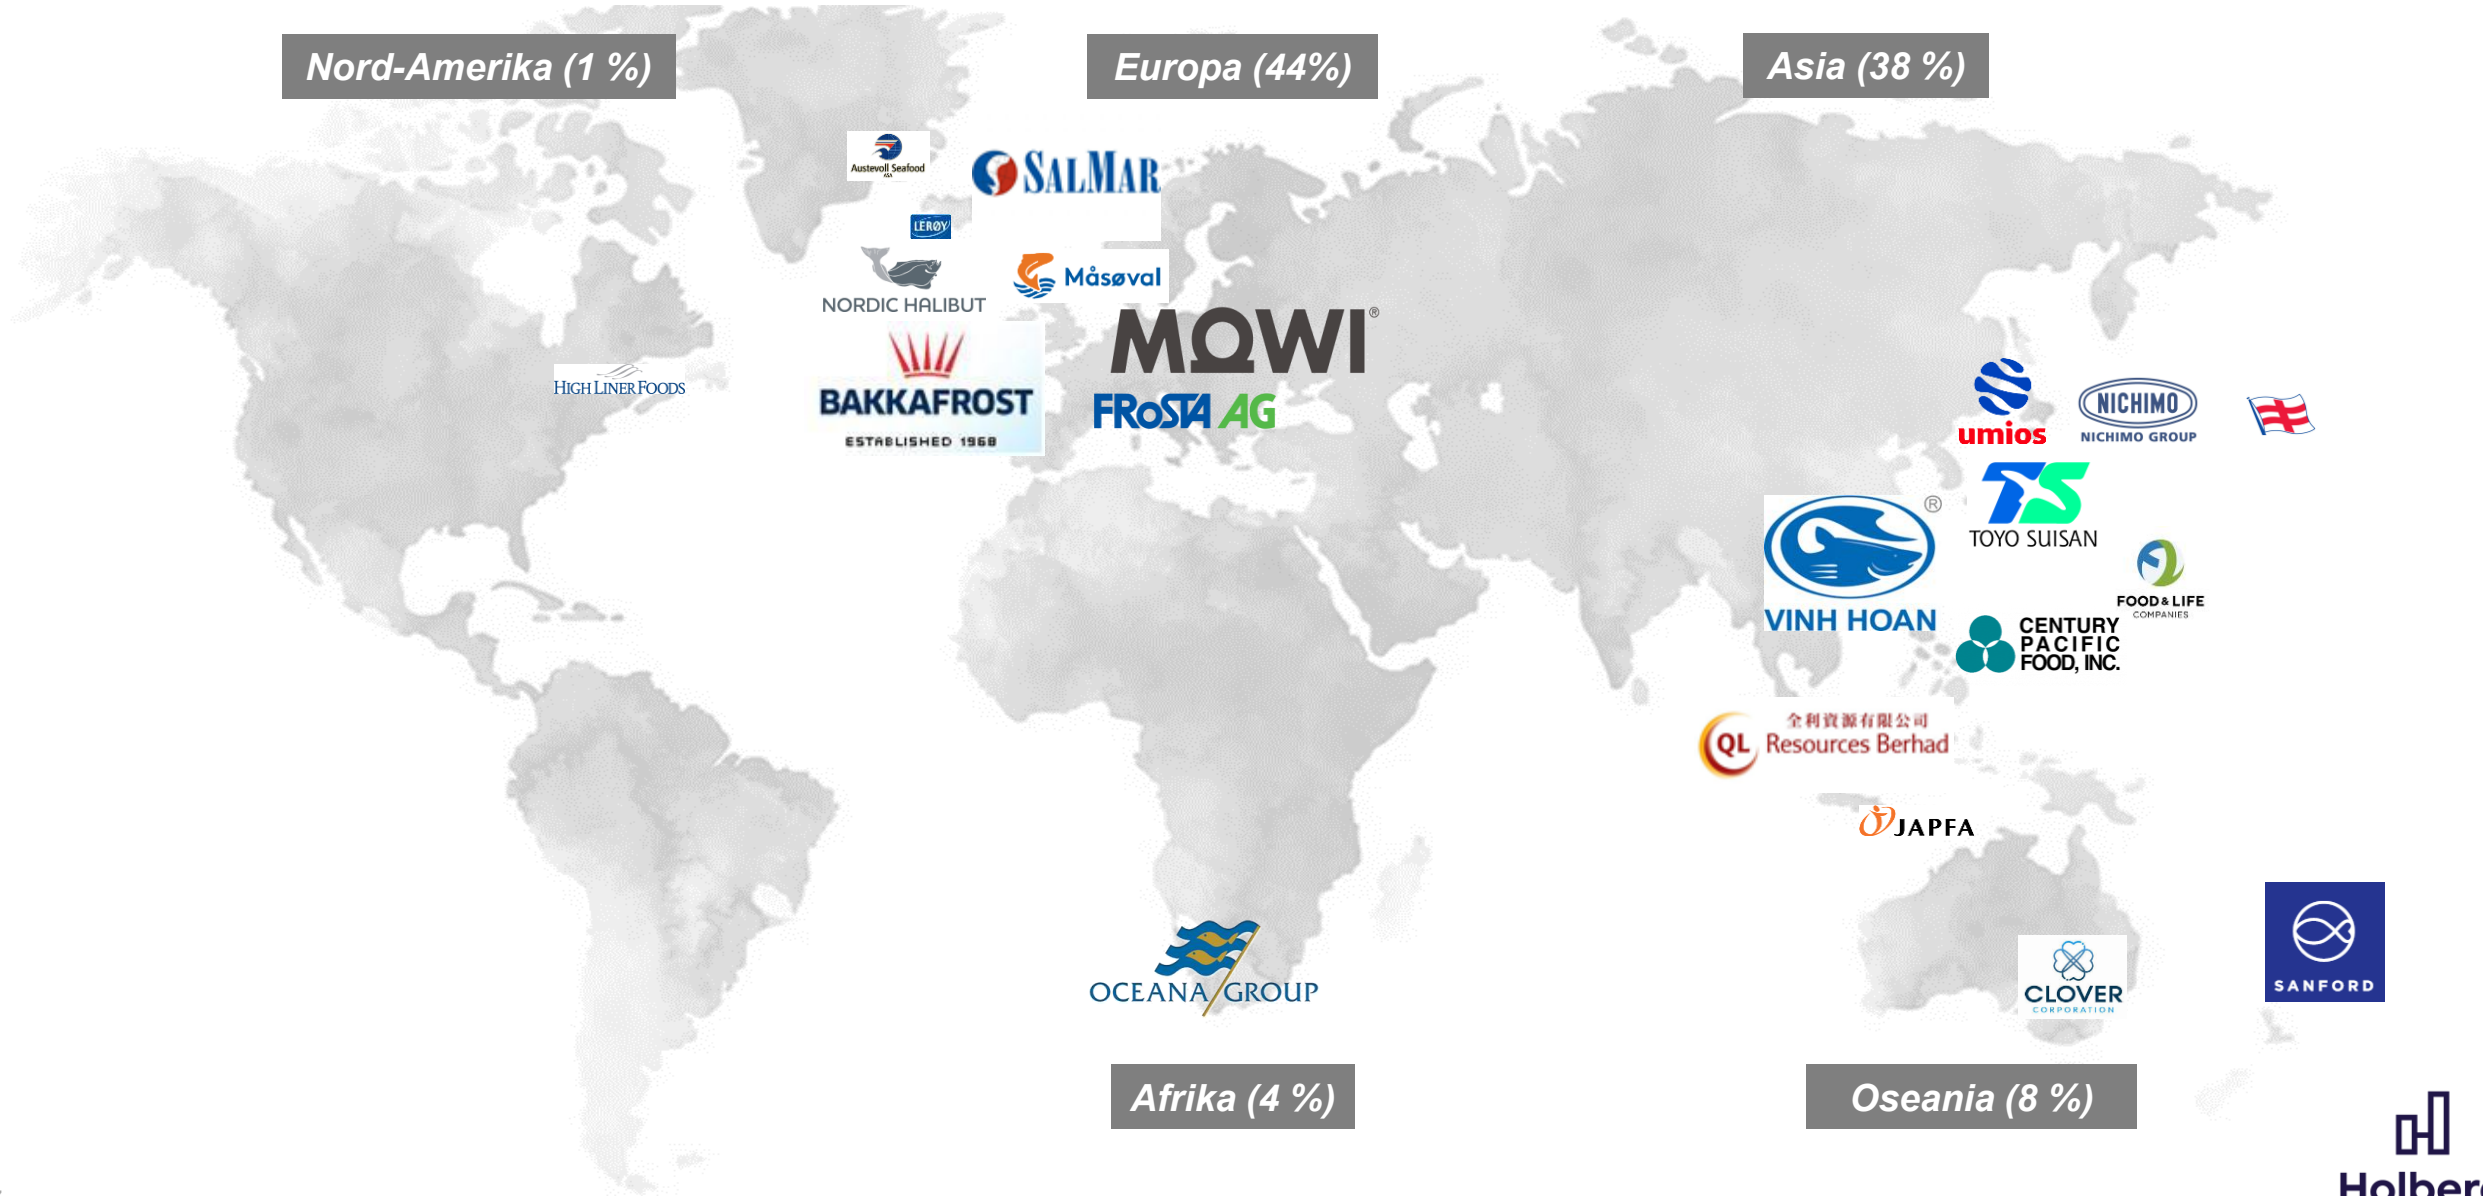 Nord-Amerika (1 %)
Europa (44%)
Asia (38 %)
Austevoll Seafood
ASA
SALMAR
LERØY
Måsøval
NORDIC HALIBUT
MOWI®
HIGH LINER FOODS
BAKKAFROST
ESTABLISHED 1968
FRoSTA AG
umios
NICHIMO
NICHIMO GROUP
TS
TOYO SUISAN
®
VINH HOAN
FOOD & LIFE
COMPANIES
CENTURY
PACIFIC
FOOD, INC.
全利資源有限公司
QL Resources Berhad
JAPFA
OCEANA GROUP
CLOVER
CORPORATION
SANFORD
Afrika (4 %)
Oseania (8 %)
Holberg